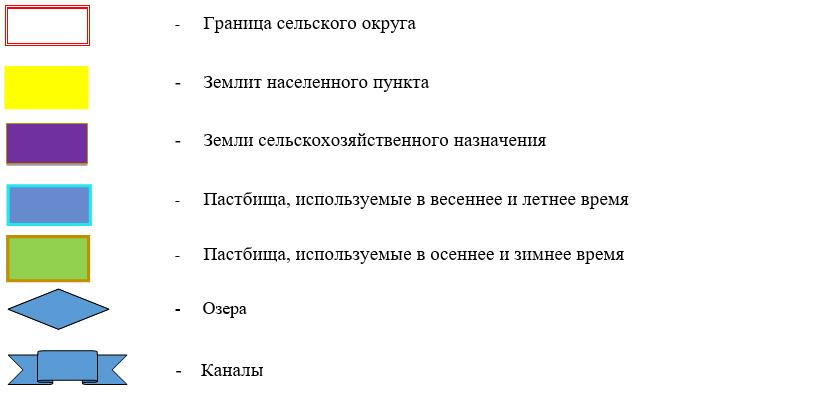 - Граница сельского округа
- Землит населенного пункта
- Земли сельскохозяйственного назначения
- Пастбища, используемые в весеннее и летнее время
- Пастбища, используемые в осеннее и зимнее время
- Озера
- Каналы